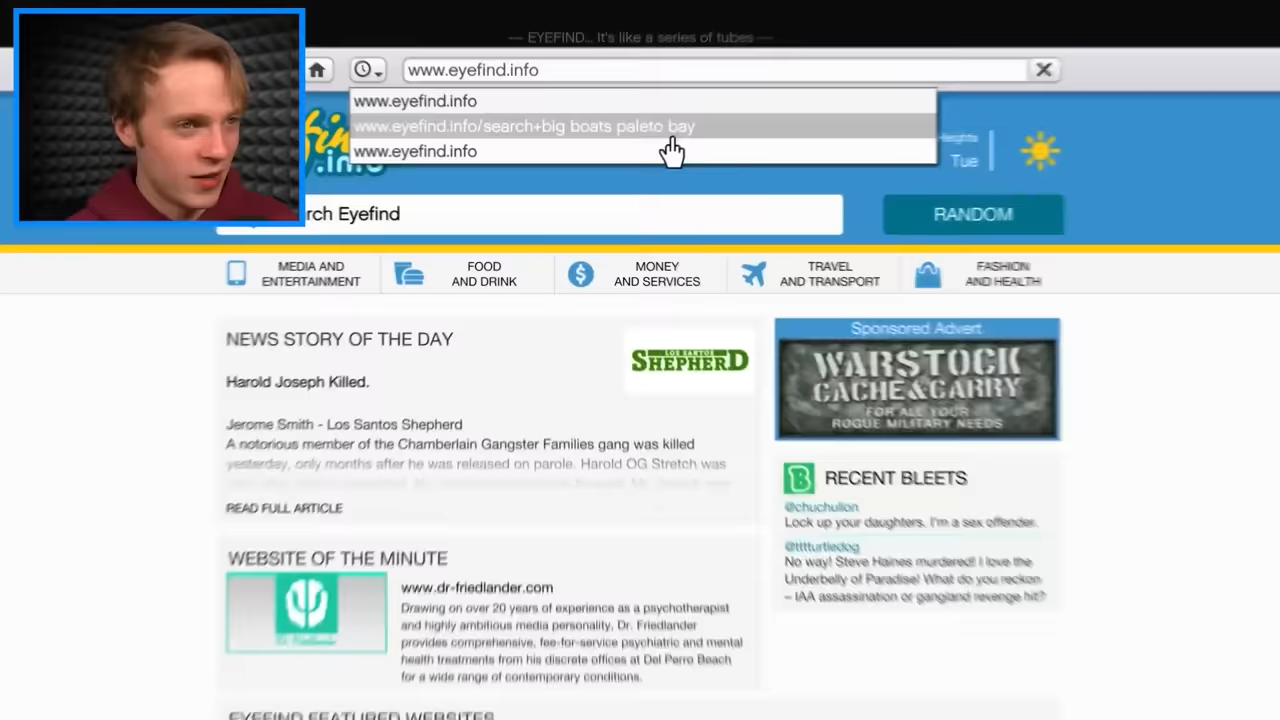 — EYEFIND... It's like a series of tubes —
www.eyefind.info
www.eyefind.info
www.eyefind.info/search+big boats paleto bay
www.eyefind.info
.info
Tue
rch Eyefind
RANDOM
MEDIA AND
ENTERTAINMENT
FOOD
AND DRINK
MONEY
AND SERVICES
TRAVEL
AND TRANSPORT
FASHION
AND HEALTH
NEWS STORY OF THE DAY
LOS SANTOS
SHEPHERD
Harold Joseph Killed.
Jerome Smith - Los Santos Shepherd
A notorious member of the Chamberlain Gangster Families gang was killed
yesterday, only months after he was released on parole. Harold OG Stretch was
READ FULL ARTICLE
Sponsored Advert
WARSTOCK
CACHE & CARRY
FOR ALL YOUR
ROGUE MILITARY NEEDS
RECENT BLEETS
@chuchulion
Lock up your daughters. I'm a sex offender.
@tttturtledog
No way! Steve Haines murdered! I love the
Underbelly of Paradise! What do you reckon
– IAA assassination or gangland revenge hit?
WEBSITE OF THE MINUTE
www.dr-friedlander.com
Drawing on over 20 years of experience as a psychotherapist
and highly ambitious media personality, Dr. Friedlander
provides comprehensive, fee-for-service psychiatric and mental
health treatments from his discrete offices at Del Perro Beach
for a wide range of contemporary conditions.
EYEFIND FEATURED WEBSITES